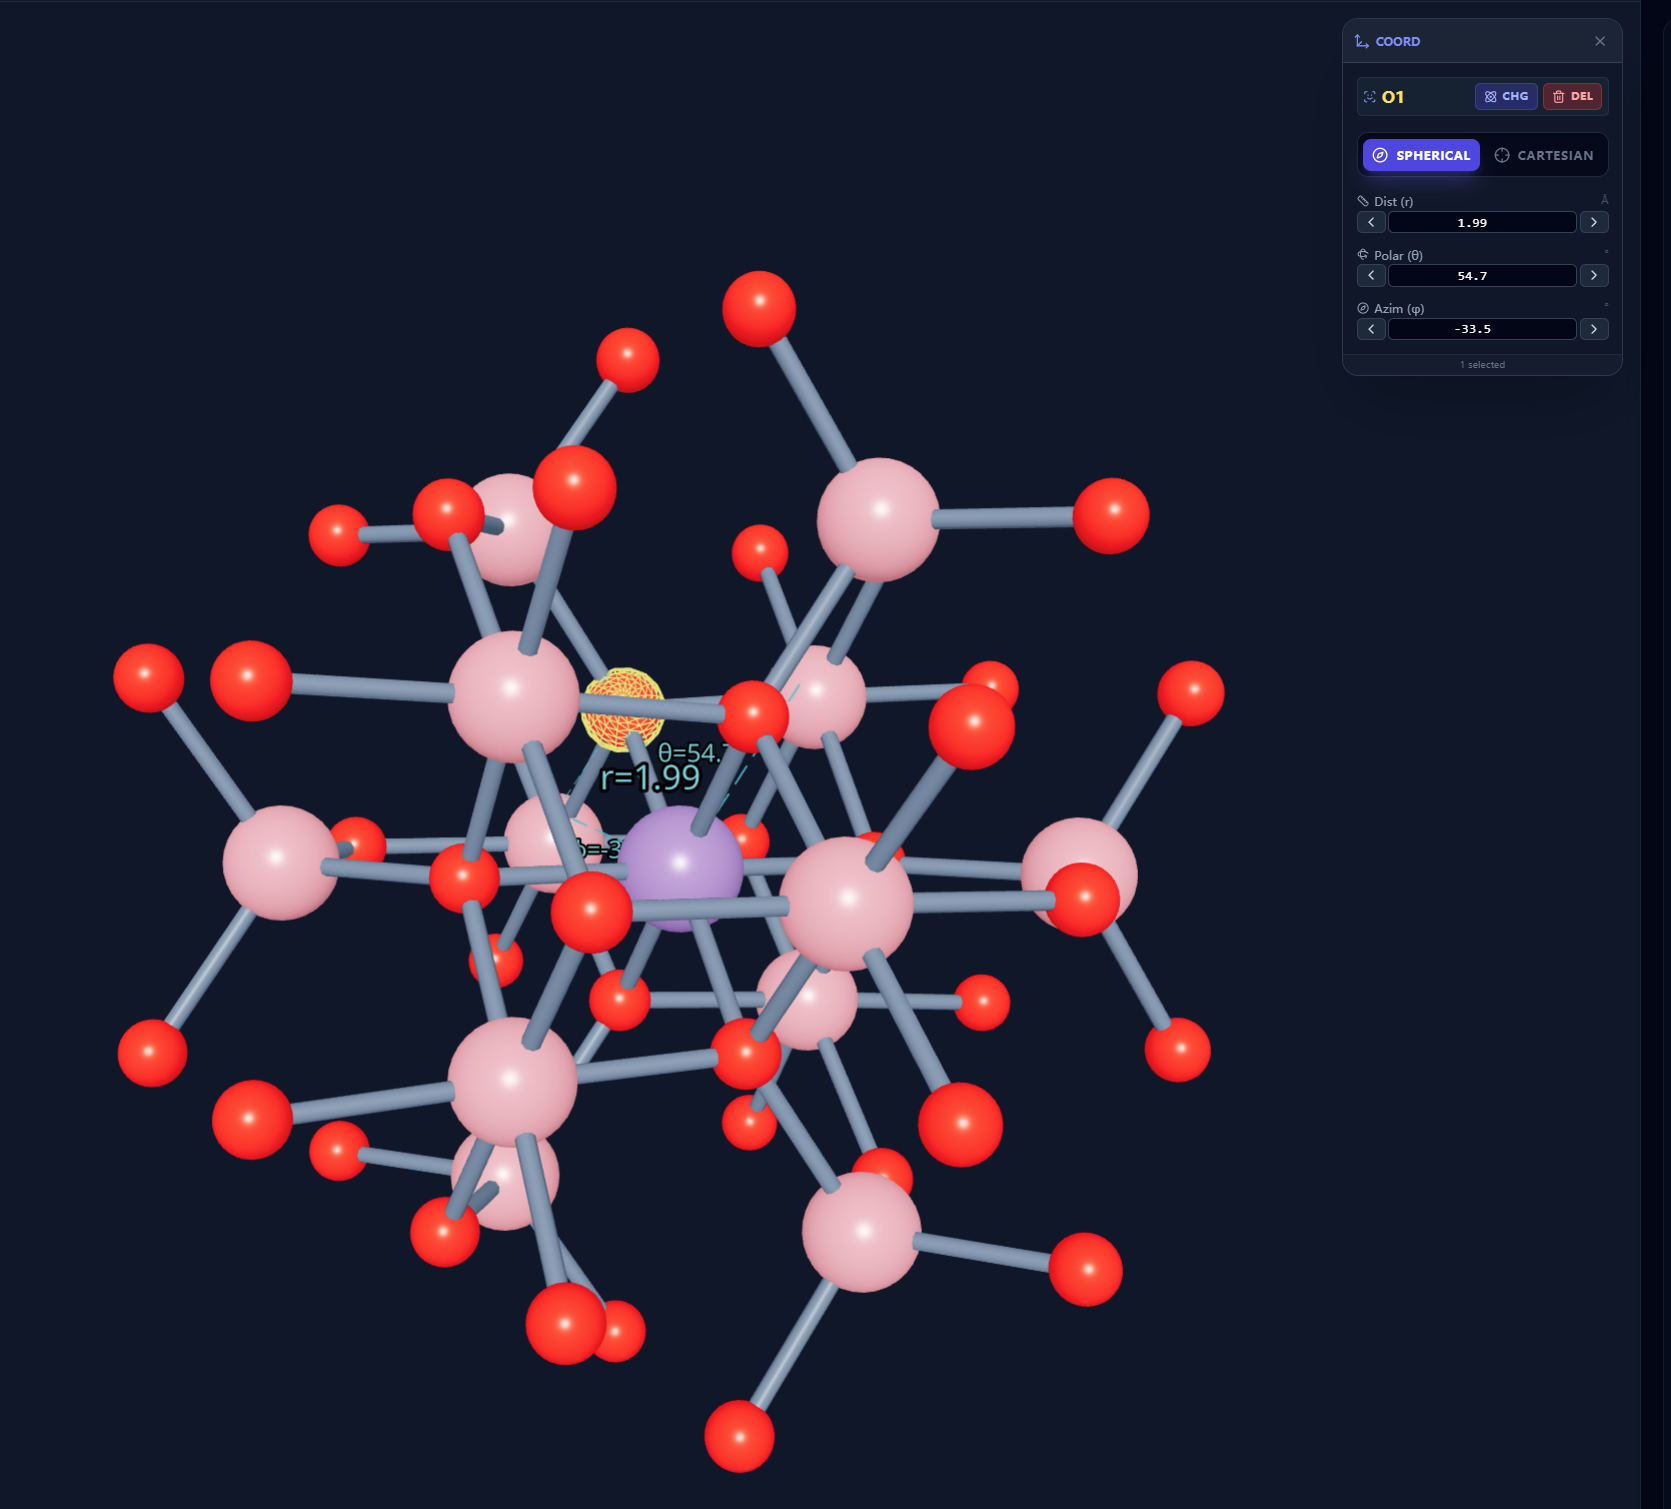 COORD
O1
CHG
DEL
SPHERICAL
CARTESIAN
Dist (r)
Å
1.99
Polar (θ)
°
54.7
Azim (φ)
°
-33.5
1 selected
θ=54.
r=1.99